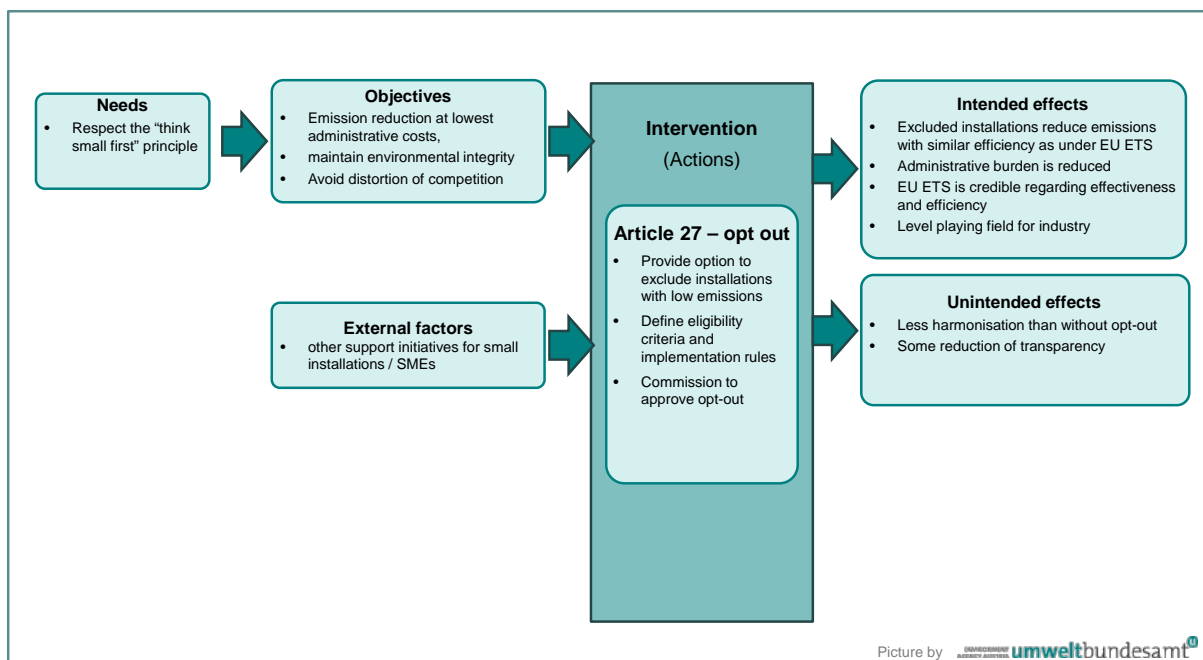 Needs
• Respect the “think
small first” principle
Objectives
• Emission reduction at lowest
administrative costs,
• maintain environmental integrity
• Avoid distortion of competition
External factors
• other support initiatives for small
installations / SMEs
Intervention
(Actions)
Article 27 – opt out
• Provide option to
exclude installations
with low emissions
• Define eligibility
criteria and
implementation rules
• Commission to
approve opt-out
Intended effects
• Excluded installations reduce emissions
with similar efficiency as under EU ETS
• Administrative burden is reduced
• EU ETS is credible regarding effectiveness
and efficiency
• Level playing field for industry
Unintended effects
• Less harmonisation than without opt-out
• Some reduction of transparency
Picture by
ENVIRONMENT
AGENCY AUSTRIA
umweltbundesamt
U